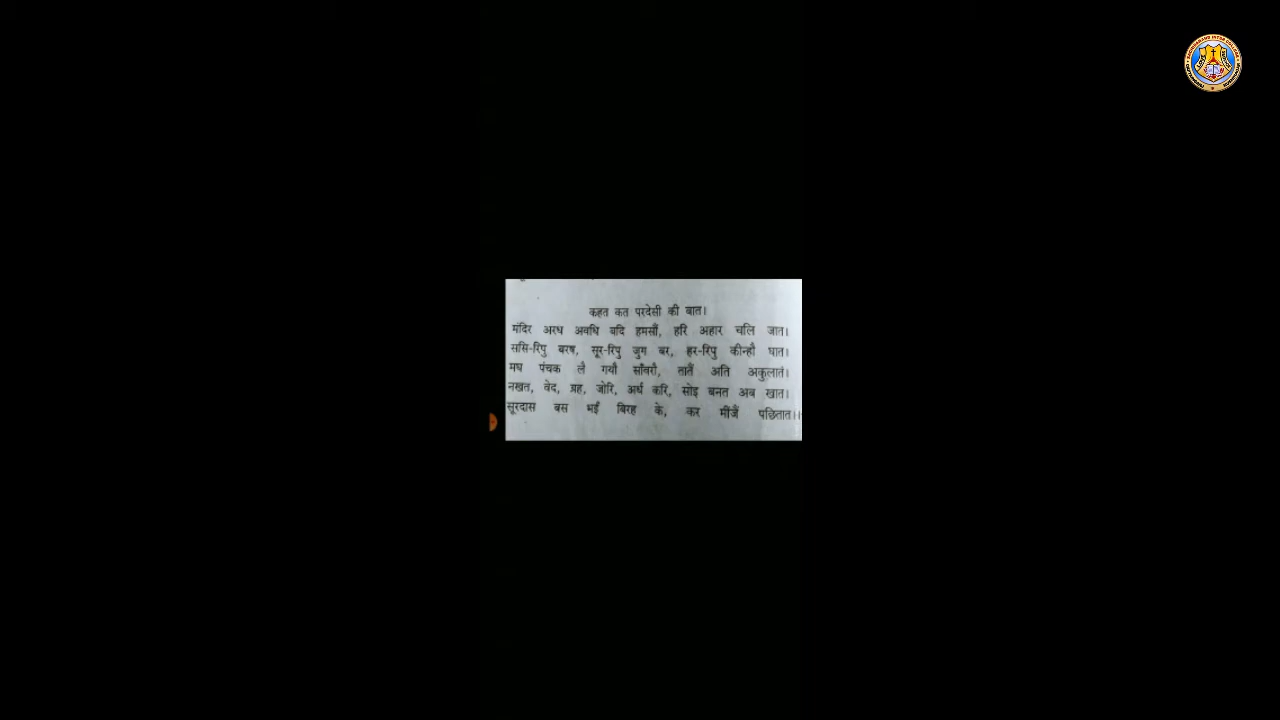 कहत कत परदेसी की बात।
मंदिर अरध अवधि बदि हमसौं, हरि अहार चलि जात।
ससि-रिपु बरष, सूर-रिपु जुग बर, हर-रिपु कीन्हौ घात।
मघ पंचक लै गयौ साँवरौ, तातैं अति अकुलात।
नखत, वेद, ग्रह, जोरि, अर्ध करि, सोइ बनत अब खात।
सूरदास बस भईं बिरह के, कर मींजैं पछितात।।